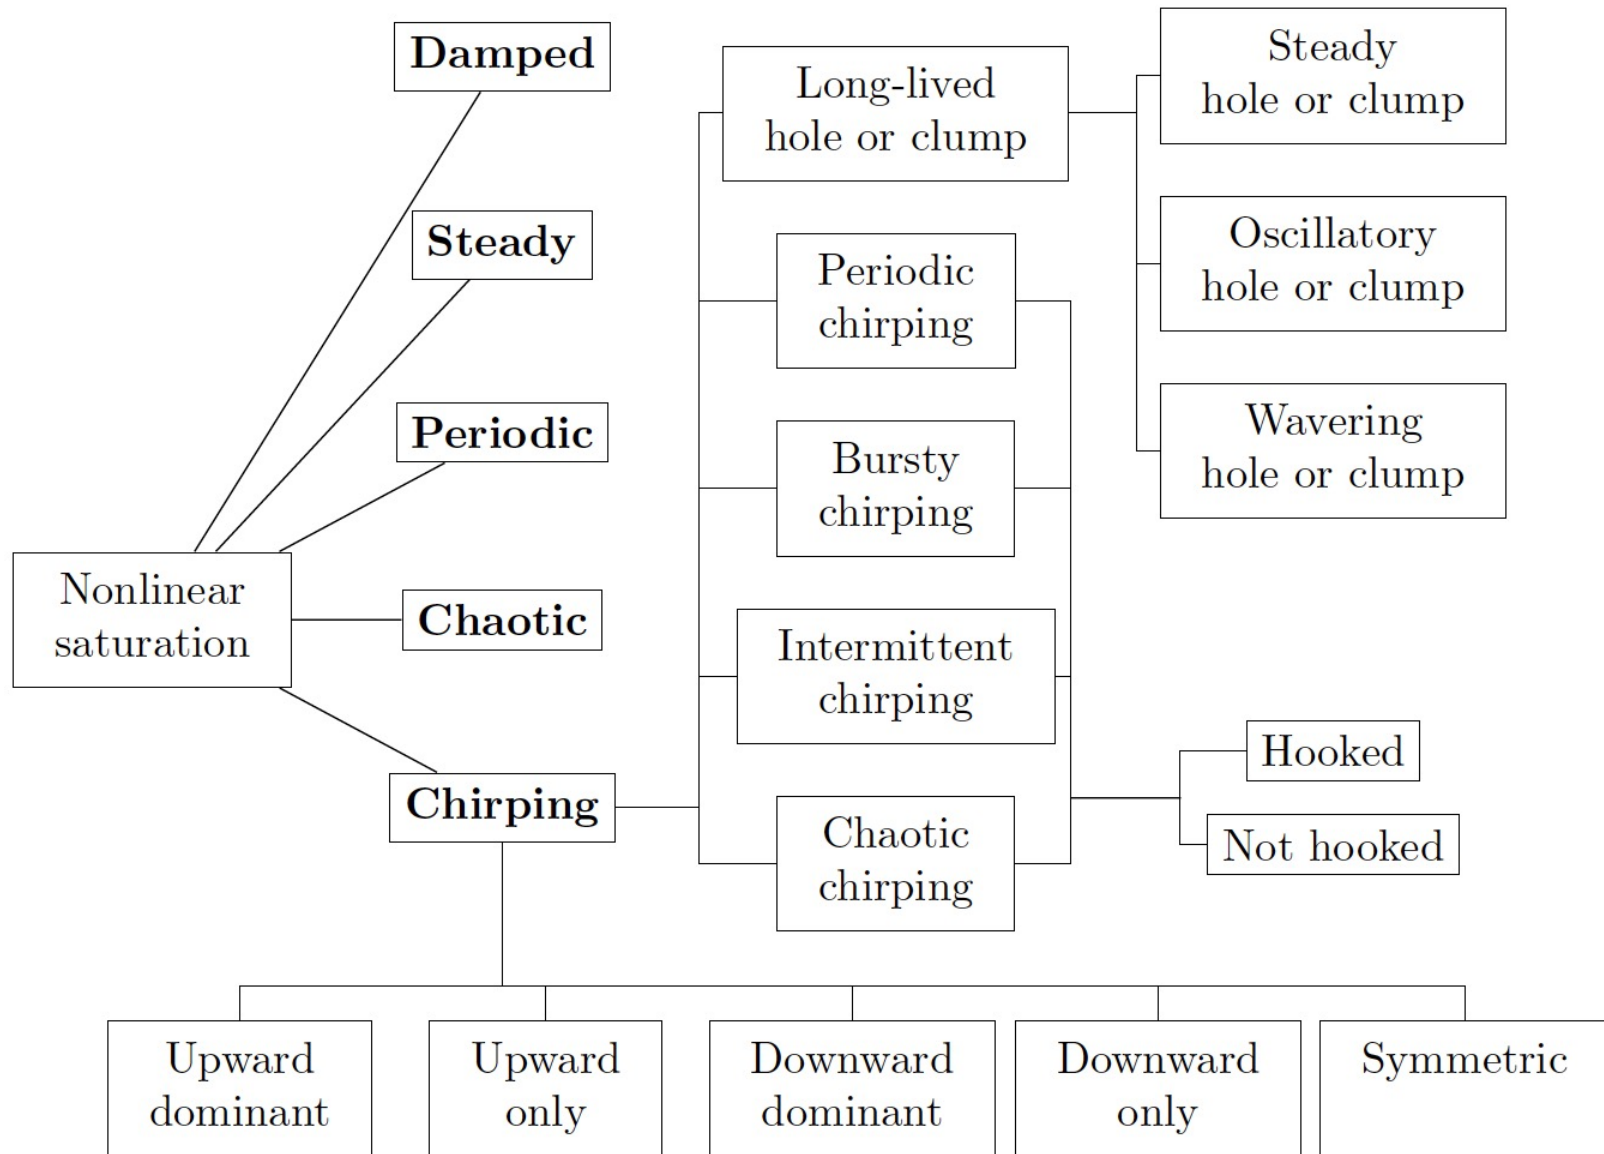 Damped
Steady
Periodic
Nonlinear
saturation
Chaotic
Chirping
Long-lived
hole or clump
Periodic
chirping
Bursty
chirping
Intermittent
chirping
Chaotic
chirping
Steady
hole or clump
Oscillatory
hole or clump
Wavering
hole or clump
Hooked
Not hooked
Upward
dominant
Upward
only
Downward
dominant
Downward
only
Symmetric